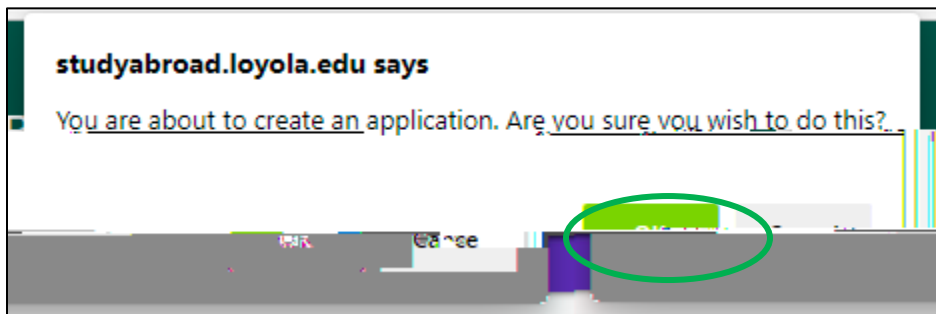 studyabroad.loyola.edu says
You are about to create an application. Are you sure you wish to do this?
Cance